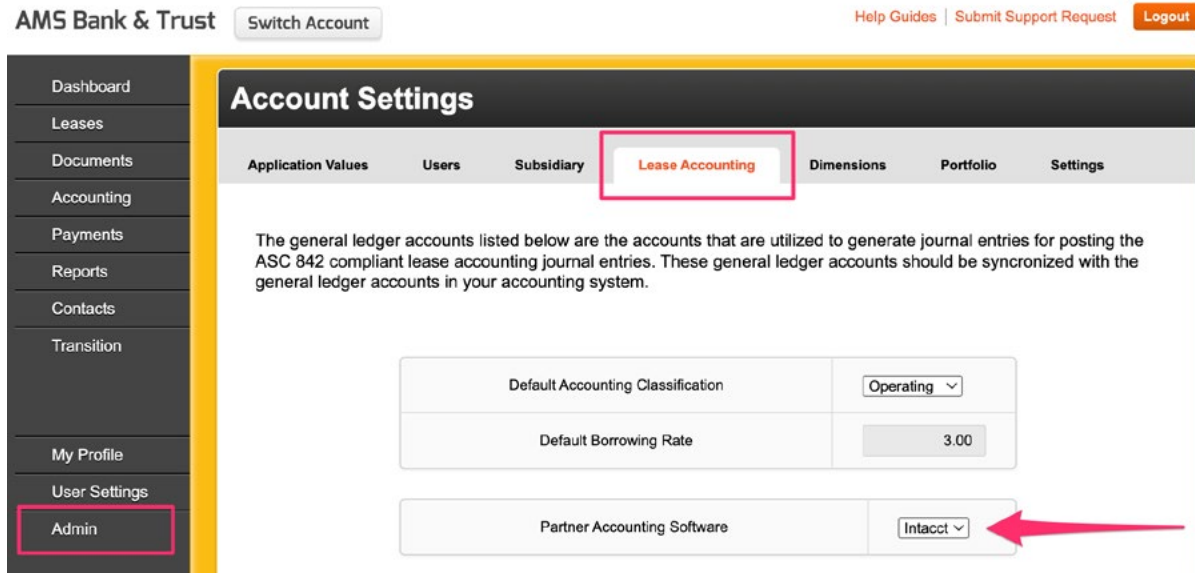 AMS Bank & Trust
Switch Account
Help Guides | Submit Support Request
Logout
Dashboard
Leases
Documents
Accounting
Payments
Reports
Contacts
Transition
My Profile
User Settings
Admin
Account Settings
Application Values Users Subsidiary Lease Accounting Dimensions Portfolio Settings
The general ledger accounts listed below are the accounts that are utilized to generate journal entries for posting the
ASC 842 compliant lease accounting journal entries. These general ledger accounts should be syncronized with the
general ledger accounts in your accounting system.
Default Accounting Classification Operating
Default Borrowing Rate 3.00
Partner Accounting Software Intacct